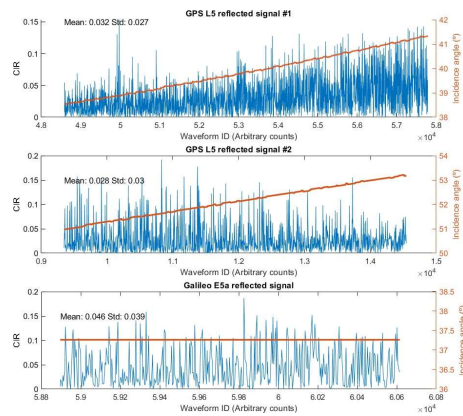 GPS L5 reflected signal #1
Mean: 0.032 Std: 0.027
0.15
0.1
0.05
0
CIR
42
41
40
39
38
Incidence angle (°)
4.8 4.9 5 5.1 5.2 5.3 5.4 5.5 5.6 5.7 5.8
Waveform ID (Arbitrary counts) ×10⁴
GPS L5 reflected signal #2
Mean: 0.028 Std: 0.03
0.2
0.15
0.1
0.05
0
CIR
54
53
52
51
50
Incidence angle (°)
0.9 1 1.1 1.2 1.3 1.4 1.5
Waveform ID (Arbitrary counts) ×10⁴
Galileo E5a reflected signal
Mean: 0.046 Std: 0.039
0.2
0.15
0.1
0.05
0
CIR
38.5
38
37.5
37
36.5
36
Incidence angle (°)
5.88 5.9 5.92 5.94 5.96 5.98 6 6.02 6.04 6.06 6.08
Waveform ID (Arbitrary counts) ×10⁴